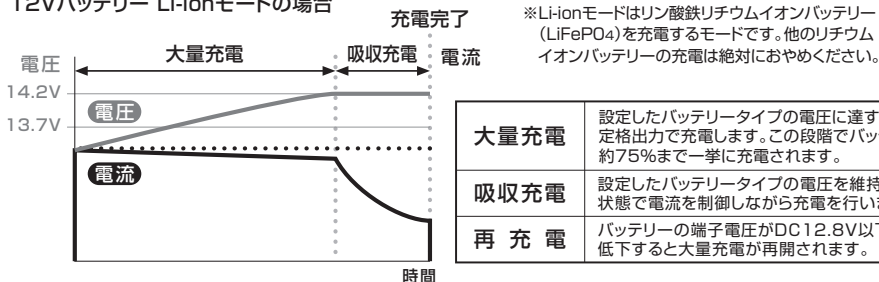 12Vバッテリー Li-ionモードの場合
充電完了
※Li-ionモードはリン酸鉄リチウムイオンバッテリー
(LiFePO4)を充電するモードです。他のリチウム
イオンバッテリーの充電は絶対におやめください。
電圧
大量充電
吸収充電
電流
14.2V
13.7V
電圧
電流
時間
大量充電
設定したバッテリータイプの電圧に達す
定格出力で充電します。この段階でバッ
約75%まで一挙に充電されます。
吸収充電
設定したバッテリータイプの電圧を維持
状態で電流を制御しながら充電を行い
再 充 電
バッテリーの端子電圧がDC12.8V以
低下すると大量充電が再開されます。